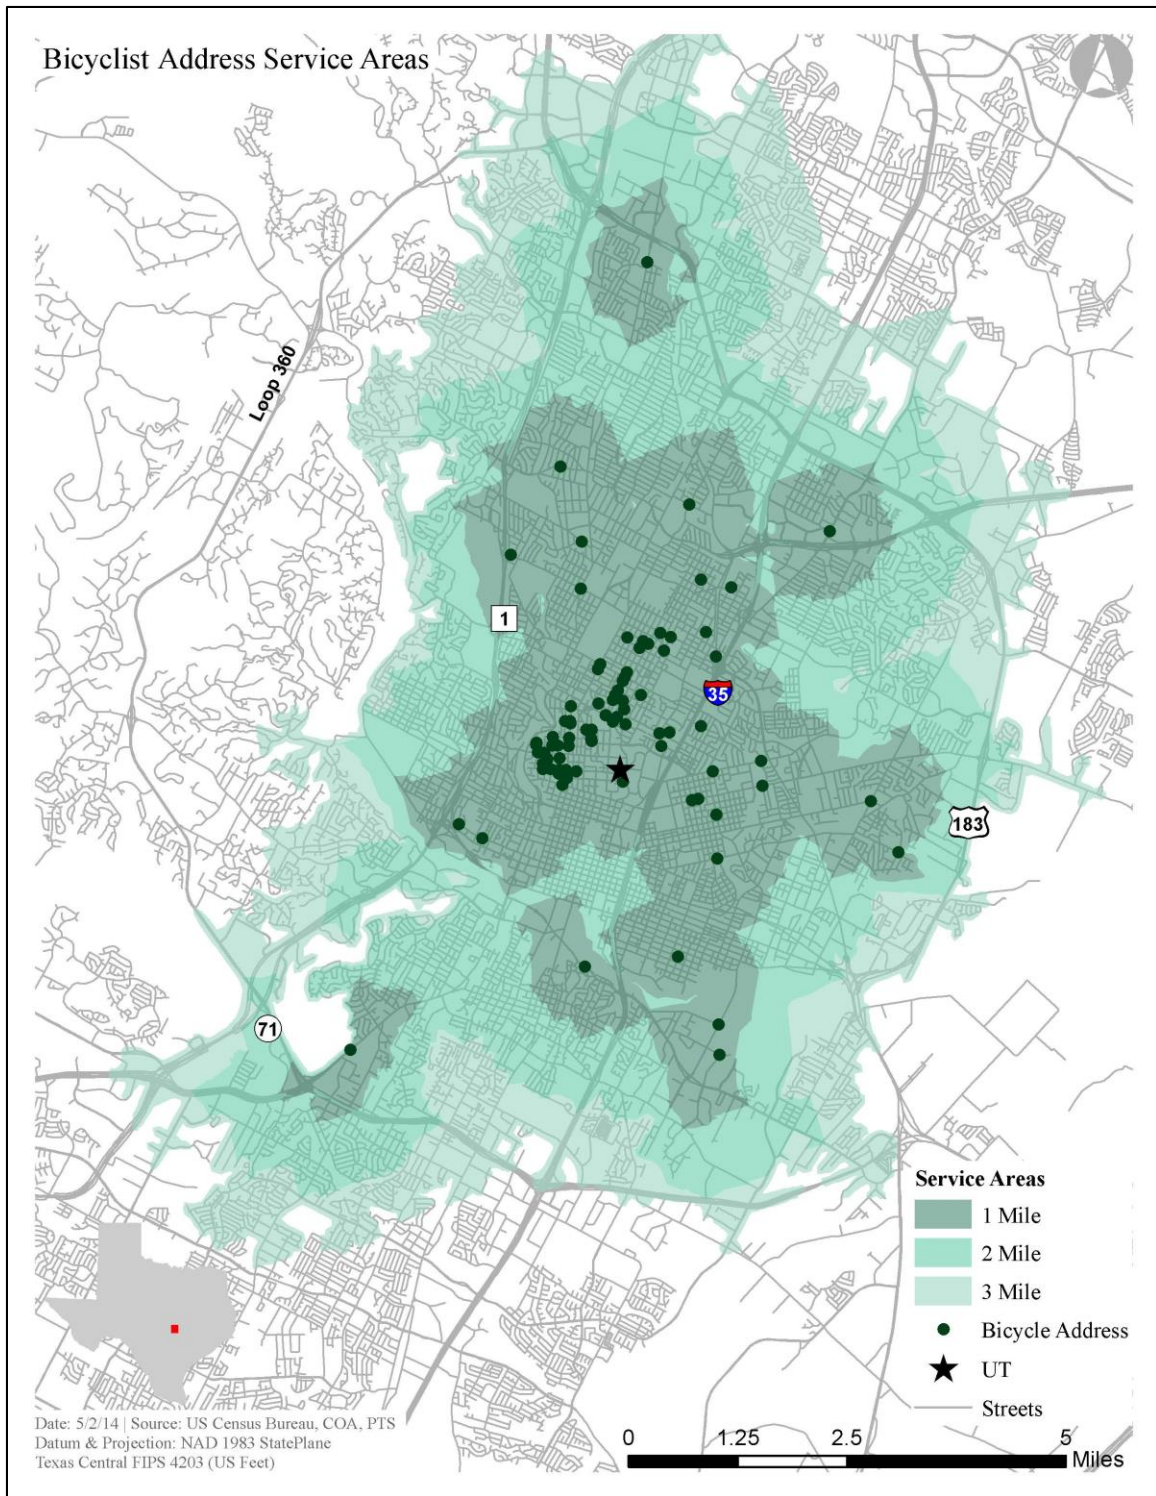 Bicyclist Address Service Areas
Loop 360
1
35
183
71
Service Areas
1 Mile
2 Mile
3 Mile
Bicycle Address
UT
Streets
Date: 5/2/14 | Source: US Census Bureau, COA, PTS
Datum & Projection: NAD 1983 StatePlane
Texas Central FIPS 4203 (US Feet)
0 1.25 2.5 5
Miles